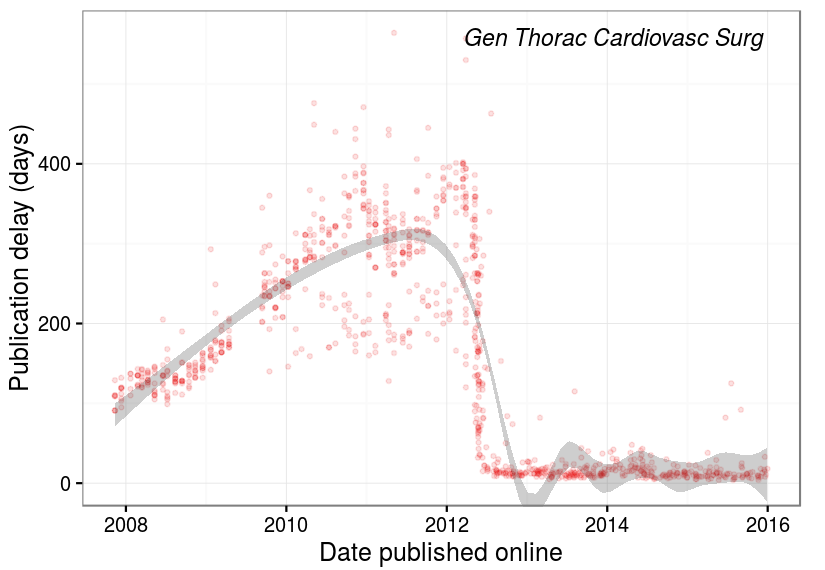 Gen Thorac Cardiovasc Surg
Publication delay (days)
400
200
0
2008 2010 2012 2014 2016
Date published online